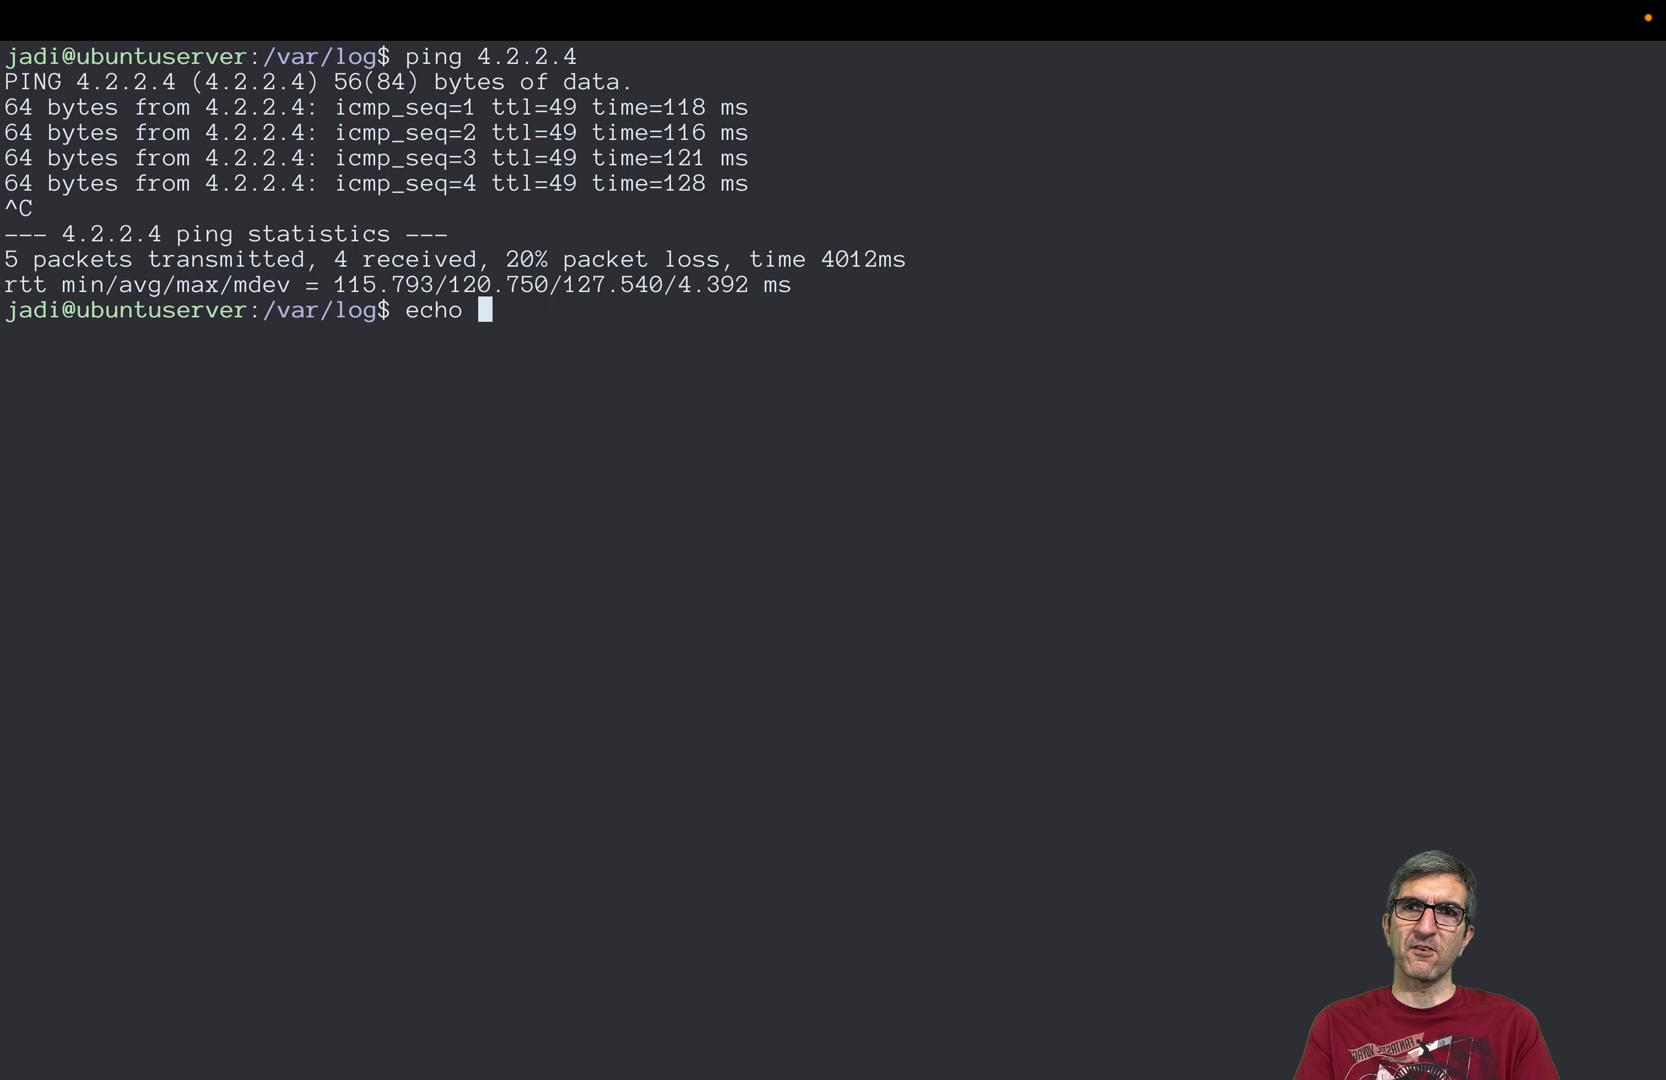 jadi@ubuntuserver:/var/log$ ping 4.2.2.4
PING 4.2.2.4 (4.2.2.4) 56(84) bytes of data.
64 bytes from 4.2.2.4: icmp_seq=1 ttl=49 time=118 ms
64 bytes from 4.2.2.4: icmp_seq=2 ttl=49 time=116 ms
64 bytes from 4.2.2.4: icmp_seq=3 ttl=49 time=121 ms
64 bytes from 4.2.2.4: icmp_seq=4 ttl=49 time=128 ms
^C
--- 4.2.2.4 ping statistics ---
5 packets transmitted, 4 received, 20% packet loss, time 4012ms
rtt min/avg/max/mdev = 115.793/120.750/127.540/4.392 ms
jadi@ubuntuserver:/var/log$ echo